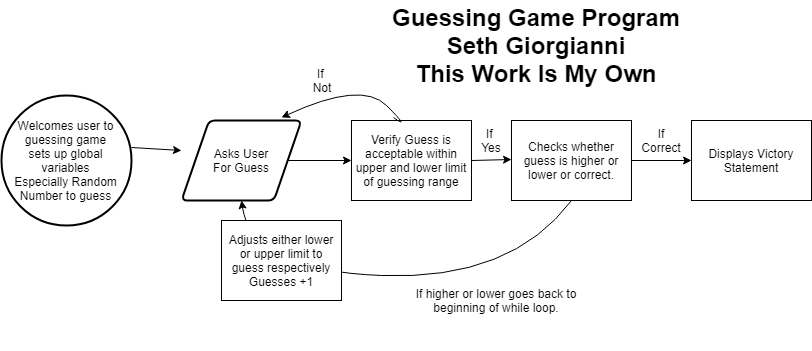 Guessing Game Program
Seth Giorgianni
This Work Is My Own
If
Not
Welcomes user to
guessing game
sets up global
variables
Especially Random
Number to guess
Asks User
For Guess
Verify Guess is
acceptable within
upper and lower limit
of guessing range
If
Yes
Checks whether
guess is higher or
lower or correct.
If
Correct
Displays Victory
Statement
Adjusts either lower
or upper limit to
guess respectively
Guesses +1
If higher or lower goes back to
beginning of while loop.